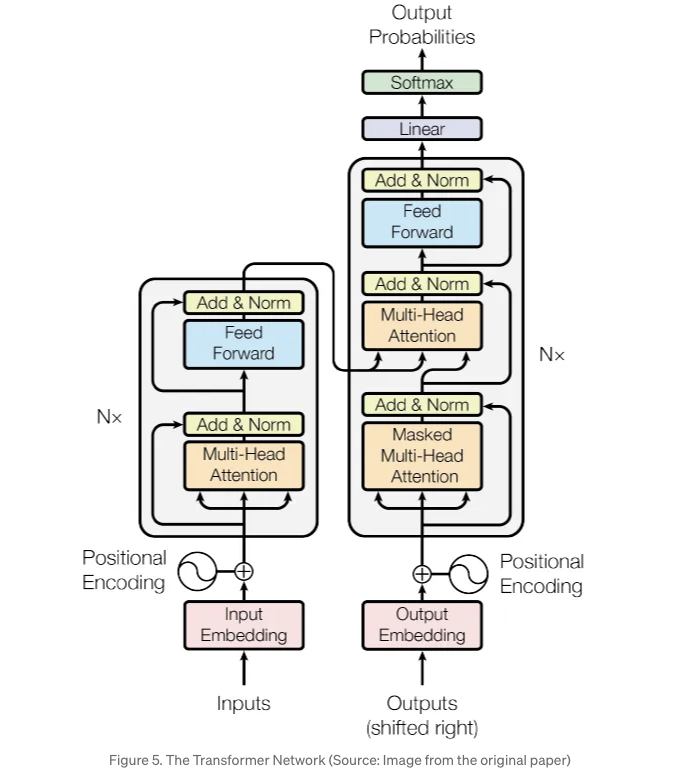 Output
Probabilities
Softmax
Linear
Add & Norm
Feed
Forward
Add & Norm
Multi-Head
Attention
Add & Norm
Masked
Multi-Head
Attention
Nx
Add & Norm
Feed
Forward
Add & Norm
Multi-Head
Attention
Nx
Positional
Encoding
Positional
Encoding
Input
Embedding
Output
Embedding
Inputs
Outputs
(shifted right)
Figure 5. The Transformer Network (Source: Image from the original paper)